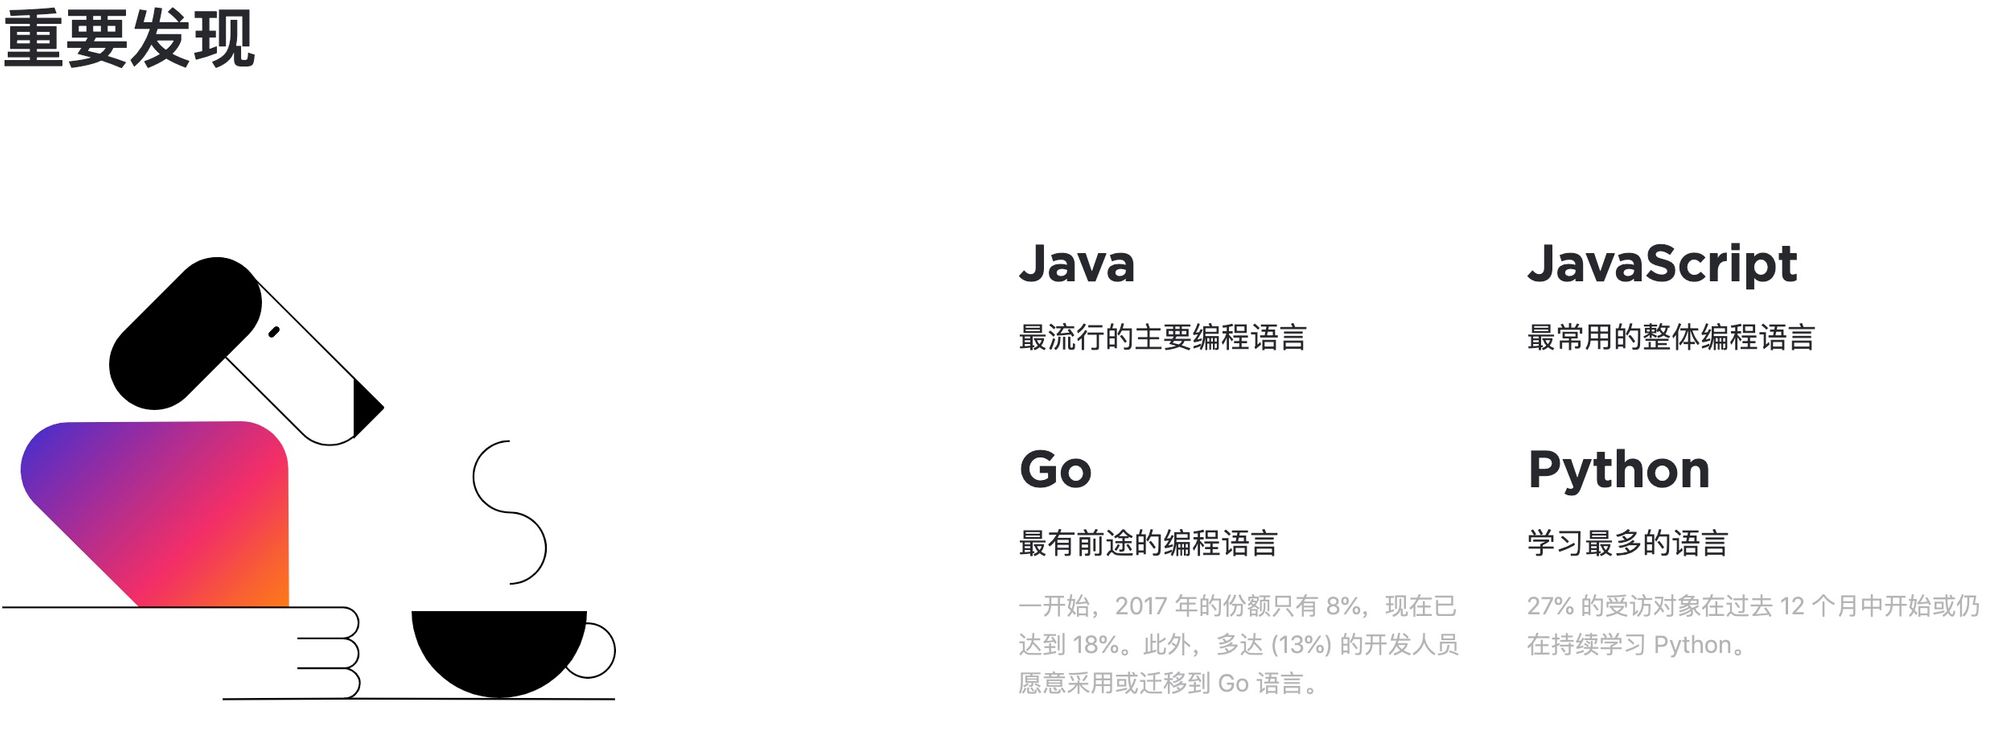 重要发现
Java
最流行的主要编程语言
JavaScript
最常用的整体编程语言
Go
最有前途的编程语言
一开始，2017 年的份额只有 8%，现在已
达到 18%。此外，多达 (13%) 的开发人员
愿意采用或迁移到 Go 语言。
Python
学习最多的语言
27% 的受访对象在过去 12 个月中开始或仍
在持续学习 Python。